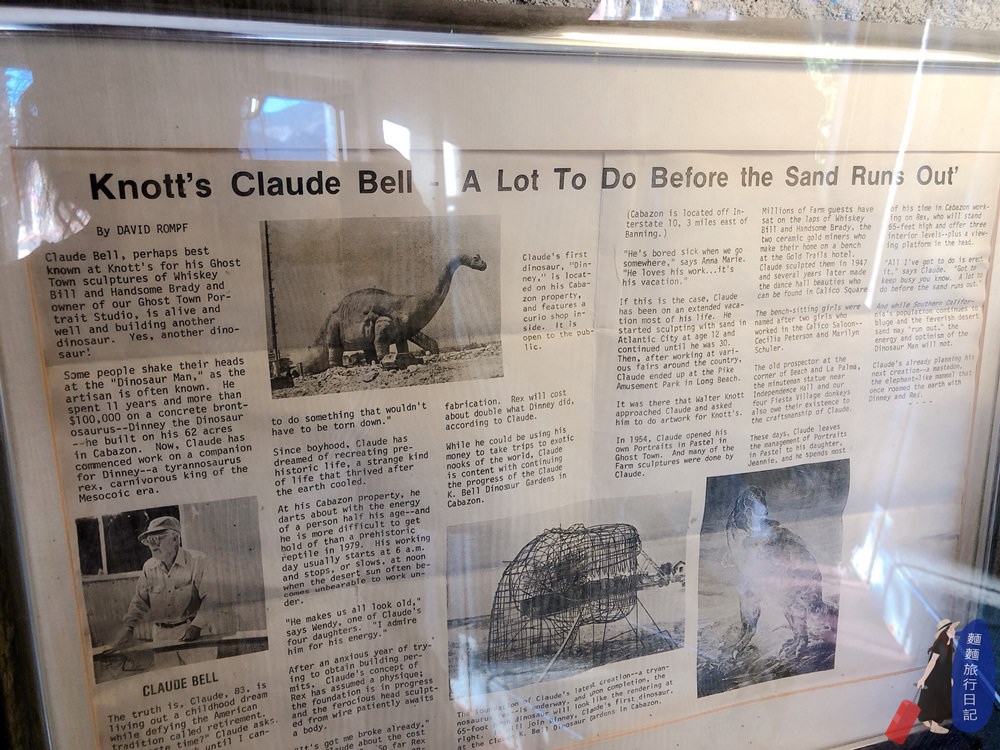 Knott's Claude Bell - 'A Lot To Do Before the Sand Runs Out'
By DAVID ROMPF
Claude Bell, perhaps best
known at Knott's for his Ghost
Town sculptures of Whiskey
Bill and Handsome Brady and
owner of our Ghost Town Por-
trait Studio, is alive and
well and building another
dinosaur. Yes, another dino-
saur!
Some people shake their heads
at the "Dinosaur Man," as the
artisan is often known. He
spent 11 years and more than
$100,000 on a concrete bront-
osaurus--Dinney the Dinosaur
--he built on his 62 acres
in Cabazon. Now, Claude has
commenced work on a companion
for Dinney--a tyrannosaurus
rex, carnivorous king of the
Mesocoic era.
CLAUDE BELL
The truth is, Claude, 83, is
living out a childhood dream
while defying the American
tradition called retirement.
time?" Claude asks.
until I can-
to do something that wouldn't
have to be torn down."
Since boyhood, Claude has
dreamed of recreating pre-
historic life, a strange kind
of life that thrived after
the earth cooled.
At his Cabazon property, he
darts about with the energy
of a person half his age--and
he is more difficult to get
hold of than a prehistoric
reptile in 1979. His working
day usually starts at 6 a.m.
and stops, or slows, at noon
when the desert sun often be-
comes unbearable to work un-
der.
"He makes us all look old,"
says Wendy, one of Claude's
four daughters. "I admire
him for his energy."
After an anxious year of try-
ing to obtain building per-
mits, Claude's concept of
Rex has assumed a physique;
the foundation is in progress
and the ferocious head sculpt-
ed from wire patiently awaits
a body.
"It's got me broke already,"
Claude about the cost
So far Rex
Claude's first
dinosaur, "Din-
ney," is locat-
ed on his Caba-
zon property,
and features a
curio shop in-
side. It is
open to the pub-
lic.
fabrication. Rex will cost
about double what Dinney did,
according to Claude.
While he could be using his
money to take trips to exotic
nooks of the world, Claude
is content with continuing
the progress of the Claude
K. Bell Dinosaur Gardens in
Cabazon.
of Claude's latest creation--a tryan-
nosaurus is underway; and upon completion, the
65-foot dinosaur will look like the rendering at
right. will join Dinney, Claude's first dinosaur,
at the K. Bell Dinosaur gardens in Cabazon.
(Cabazon is located off In-
terstate 10, 3 miles east of
Banning.)
"He's bored sick when we go
somewhere," says Anna Marie.
"He loves his work...it's
his vacation."
If this is the case, Claude
has been on an extended vaca-
tion most of his life. He
started sculpting with sand in
Atlantic City at age 12 and
continued until he was 30.
Then, after working at vari-
ous fairs around the country,
Claude ended up at the Pike
Amusement Park in Long Beach.
It was there that Walter Knott
approached Claude and asked
him to do artwork for Knott's.
In 1954, Claude opened his
own Portraits in Pastel in
Ghost Town. And many of the
Farm sculptures were done by
Claude.
Millions of Farm guests have
sat on the laps of Whiskey
Bill and Handsome Brady, the
two ceramic gold miners who
make their home on a bench
at the Gold Trails hotel.
Claude sculpted them in 1947
and several years later made
the dance hall beauties who
can be found in Calico Square.
The bench-sitting girls were
named after two girls who
worked in the Calico Saloon--
Cecilia Peterson and Marilyn
Schuler.
The old prospector at the
corner of Beach and La Palma,
the minuteman statue near
Independence Hall and our
four Fiesta Village donkeys
also owe their existence to
the craftsmanship of Claude.
These days, Claude leaves
the management of Portraits
in Pastel to his daughter,
Jeannie, and he spends most
of his time in Cabazon work-
ing on Rex, who will stand
65-feet high and offer three
interior levels--plus a view-
ing platform in the head.
"All I've got to do is erect
it," says Claude. "Got to
keep busy you know. A lot to
do before the sand runs out."
And while Southern Califor-
nia's population continues to
bulge and the feverish desert
sand may "run out," the
energy and optimism of the
Dinosaur Man will not.
Claude's already planning his
next creation--a mastodon,
the elephant-like mammal that
once roamed the earth with
Dinney and Rex.
麵麵旅行日記